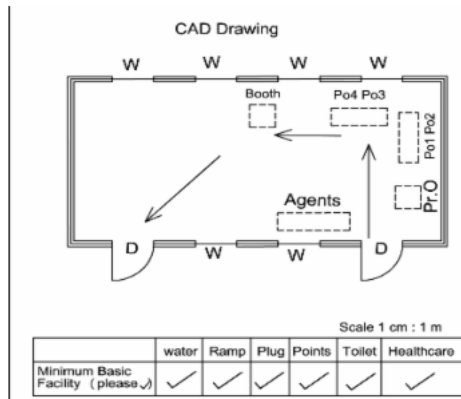 CAD Drawing
W W W W
Booth Po4 Po3
Po1 Po2
Pr.O
Agents
D W W D
Scale 1 cm : 1 m
water Ramp Plug Points Toilet Healthcare
Minimum Basic
Facility (please ✓) ✓ ✓ ✓ ✓ ✓ ✓